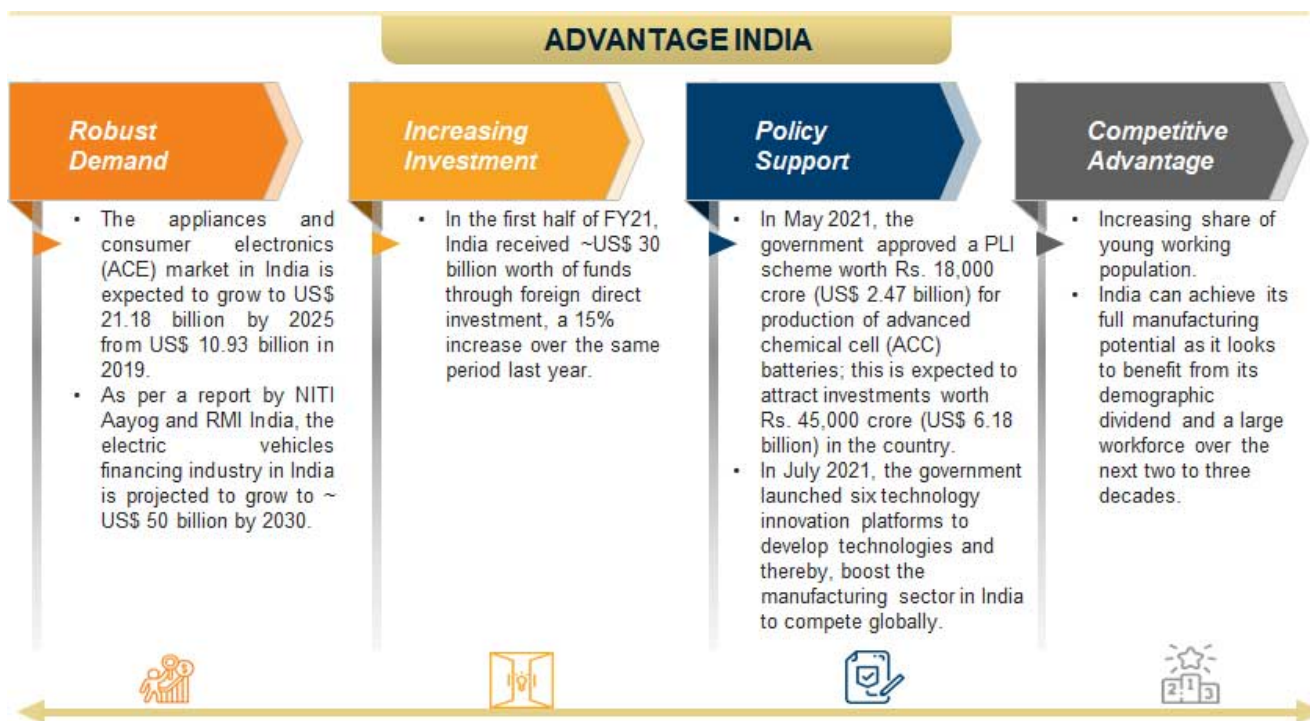 ADVANTAGE INDIA
Robust
Demand
• The appliances and
consumer electronics
(ACE) market in India is
expected to grow to US$
21.18 billion by 2025
from US$ 10.93 billion in
2019.
• As per a report by NITI
Aayog and RMI India, the
electric vehicles
financing industry in India
is projected to grow to ~
US$ 50 billion by 2030.
Increasing
Investment
• In the first half of FY21,
India received ~US$ 30
billion worth of funds
through foreign direct
investment, a 15%
increase over the same
period last year.
Policy
Support
• In May 2021, the
government approved a PLI
scheme worth Rs. 18,000
crore (US$ 2.47 billion) for
production of advanced
chemical cell (ACC)
batteries; this is expected to
attract investments worth
Rs. 45,000 crore (US$ 6.18
billion) in the country.
• In July 2021, the government
launched six technology
innovation platforms to
develop technologies and
thereby, boost the
manufacturing sector in India
to compete globally.
Competitive
Advantage
• Increasing share of
young working
population.
• India can achieve its
full manufacturing
potential as it looks
to benefit from its
demographic
dividend and a large
workforce over the
next two to three
decades.
$
2 1 3